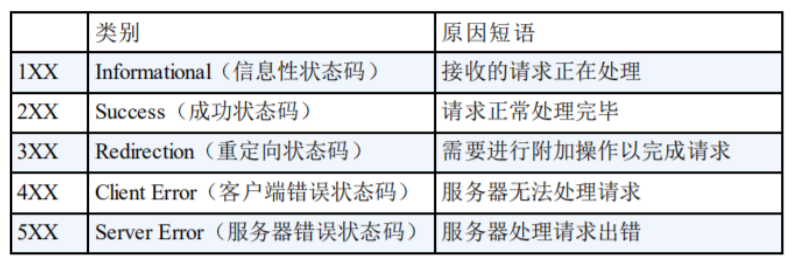 类别 原因短语
1XX Informational（信息性状态码） 接收的请求正在处理
2XX Success（成功状态码） 请求正常处理完毕
3XX Redirection（重定向状态码） 需要进行附加操作以完成请求
4XX Client Error（客户端错误状态码） 服务器无法处理请求
5XX Server Error（服务器错误状态码） 服务器处理请求出错